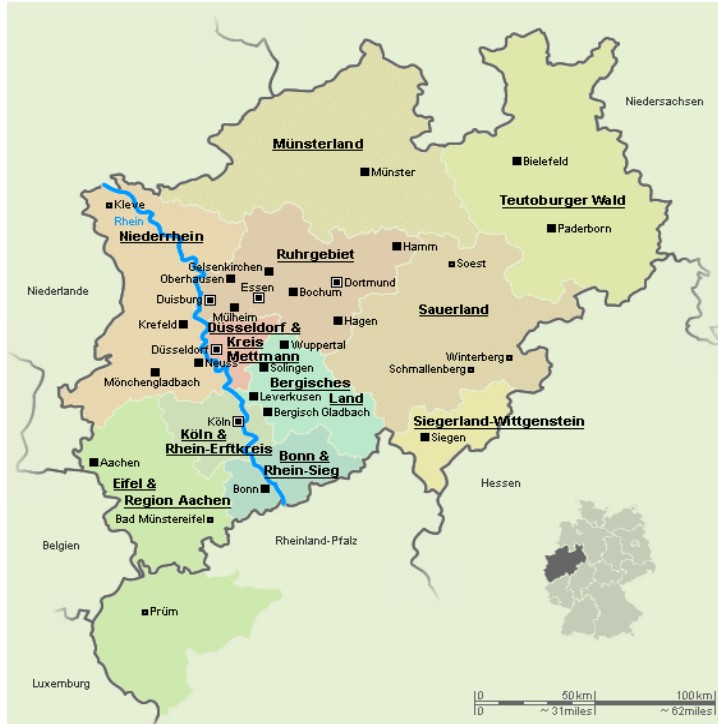 Niedersachsen
Münsterland
Bielefeld
Münster
Teutoburger Wald
Kleve
Rhein
Paderborn
Niederrhein
Hamm
Ruhrgebiet
Gelsenkirchen
Soest
Oberhausen
Essen
Dortmund
Niederlande
Bochum
Duisburg
Mülheim
Sauerland
Krefeld
Hagen
Düsseldorf &
Kreis
Mettmann
Wuppertal
Düsseldorf
Neuss
Solingen
Winterberg
Schmallenberg
Mönchengladbach
Bergisches
Land
Leverkusen
Bergisch Gladbach
Köln
Siegerland-Wittgenstein
Köln &
Rhein-Erftkreis
Siegen
Bonn &
Rhein-Sieg
Aachen
Eifel &
Region Aachen
Bonn
Hessen
Bad Münstereifel
Belgien
Rheinland-Pfalz
Prüm
Luxemburg
0 50 km 100 km
0 ~ 31miles ~ 62miles